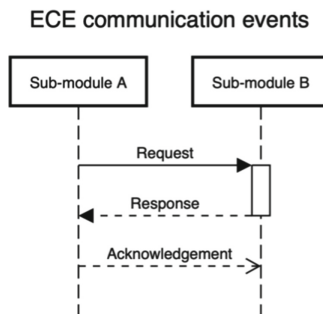 ECE communication events
Sub-module A
Sub-module B
Request
Response
Acknowledgement